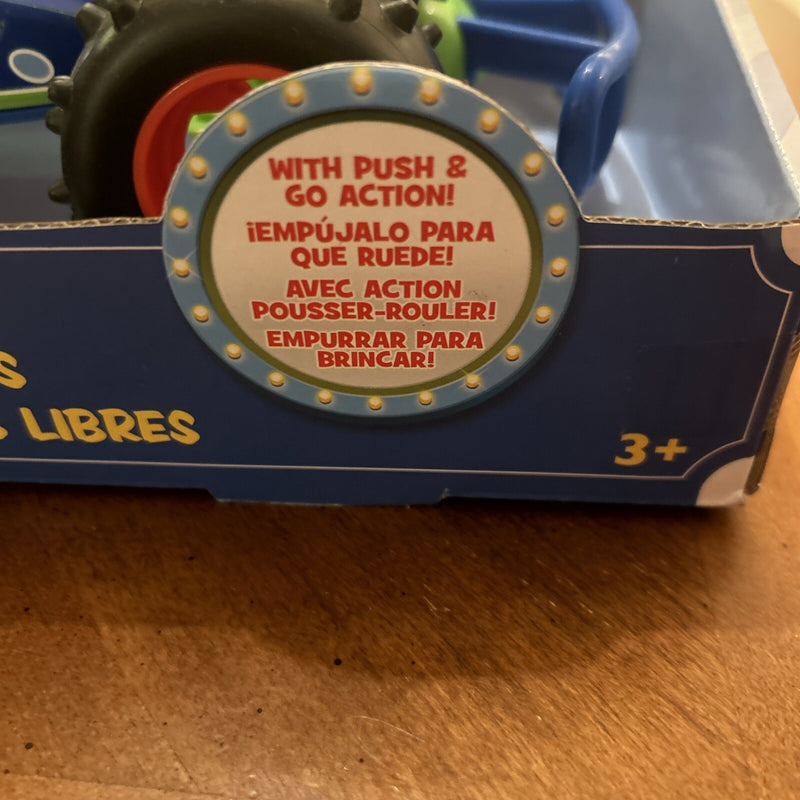 WITH PUSH &
GO ACTION!
¡EMPÚJALO PARA
QUE RUEDE!
AVEC ACTION
POUSSER-ROULER!
EMPURRAR PARA
BRINCAR!
S
S LIBRES
3+